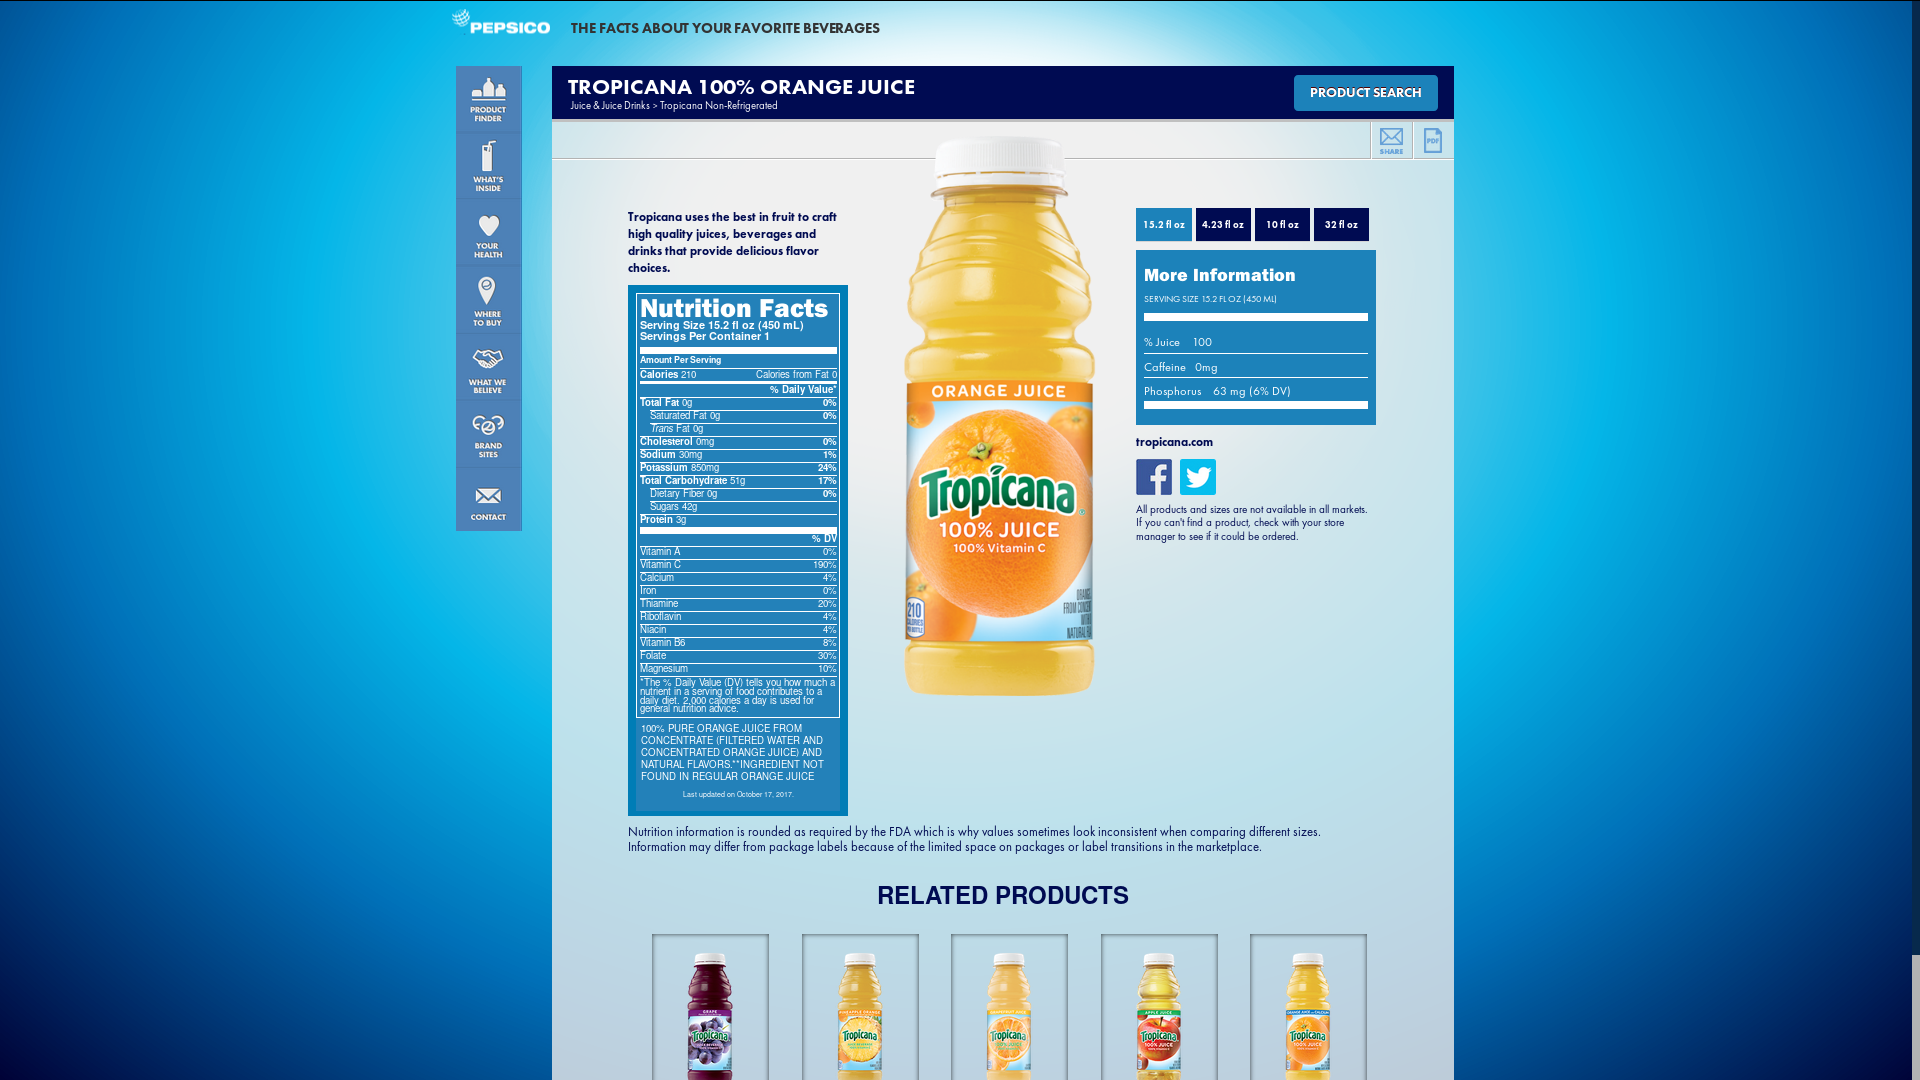 PEPSICO
THE FACTS ABOUT YOUR FAVORITE BEVERAGES
PRODUCT
FINDER
WHAT'S
INSIDE
YOUR
HEALTH
WHERE
TO BUY
WHAT WE
BELIEVE
BRAND
SITES
CONTACT
TROPICANA 100% ORANGE JUICE
Juice & Juice Drinks > Tropicana Non-Refrigerated
PRODUCT SEARCH
SHARE
PDF
Tropicana uses the best in fruit to craft
high quality juices, beverages and
drinks that provide delicious flavor
choices.
Nutrition Facts
Serving Size 15.2 fl oz (450 mL)
Servings Per Container 1
Amount Per Serving
Calories 210 Calories from Fat 0
% Daily Value*
Total Fat 0g 0%
Saturated Fat 0g 0%
Trans Fat 0g
Cholesterol 0mg 0%
Sodium 30mg 1%
Potassium 850mg 24%
Total Carbohydrate 51g 17%
Dietary Fiber 0g 0%
Sugars 42g
Protein 3g
% DV
Vitamin A 0%
Vitamin C 190%
Calcium 4%
Iron 0%
Thiamine 20%
Riboflavin 4%
Niacin 4%
Vitamin B6 8%
Folate 30%
Magnesium 10%
*The % Daily Value (DV) tells you how much a
nutrient in a serving of food contributes to a
daily diet. 2,000 calories a day is used for
general nutrition advice.
100% PURE ORANGE JUICE FROM
CONCENTRATE (FILTERED WATER AND
CONCENTRATED ORANGE JUICE) AND
NATURAL FLAVORS.**INGREDIENT NOT
FOUND IN REGULAR ORANGE JUICE
Last updated on October 17, 2017.
ORANGE JUICE
Tropicana®
100% JUICE
100% Vitamin C
210
CALORIES
15.2 fl oz
4.23 fl oz
10 fl oz
32 fl oz
More Information
SERVING SIZE 15.2 FL OZ (450 ML)
% Juice 100
Caffeine 0mg
Phosphorus 63 mg (6% DV)
tropicana.com
All products and sizes are not available in all markets.
If you can't find a product, check with your store
manager to see if it could be ordered.
Nutrition information is rounded as required by the FDA which is why values sometimes look inconsistent when comparing different sizes.
Information may differ from package labels because of the limited space on packages or label transitions in the marketplace.
RELATED PRODUCTS
GRAPE
Tropicana
PINEAPPLE ORANGE
Tropicana
Tropicana
APPLE JUICE
Tropicana
100% JUICE
Tropicana
100% JUICE